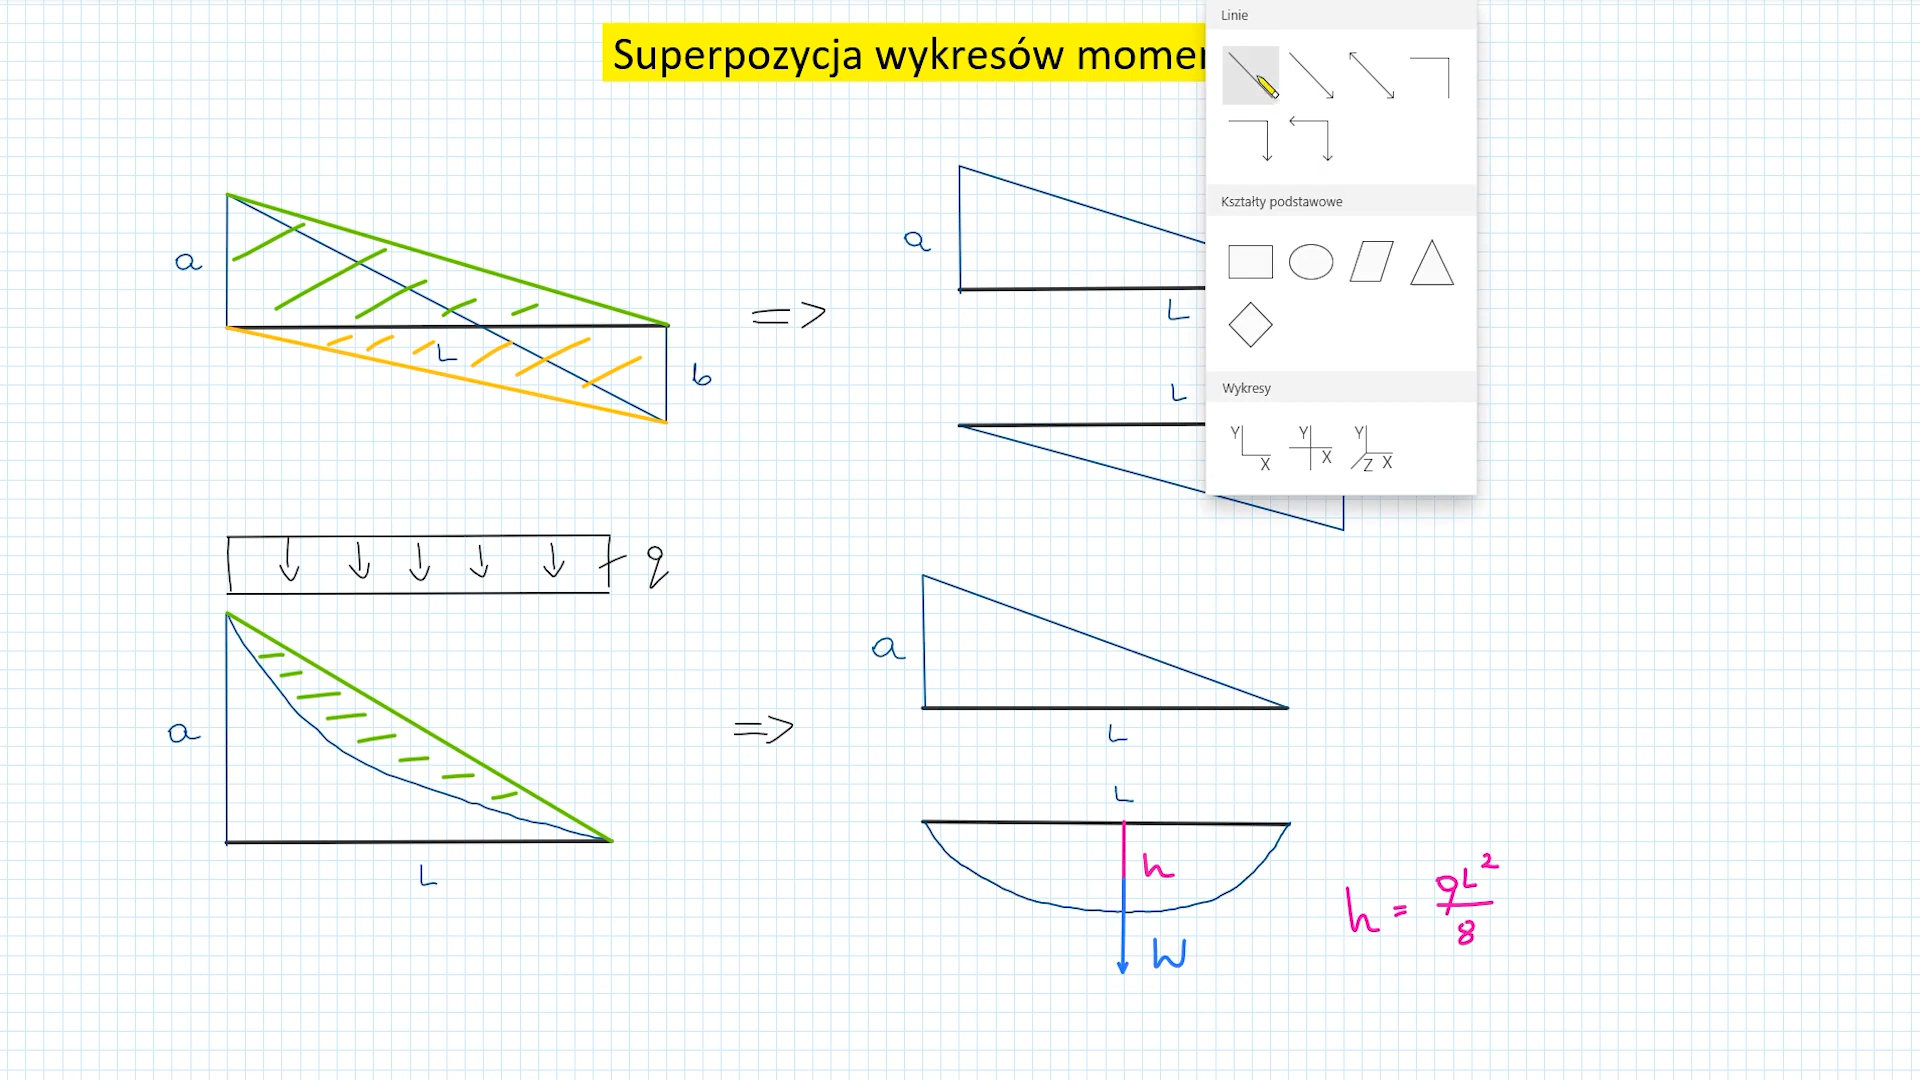 Linie
Superpozycja wykresów momen
Kształty podstawowe
a
a
L
L
b
L
Wykresy
Y X Y X Y Z X
q
a
a
L
L
h
L
W
h = qL²/8